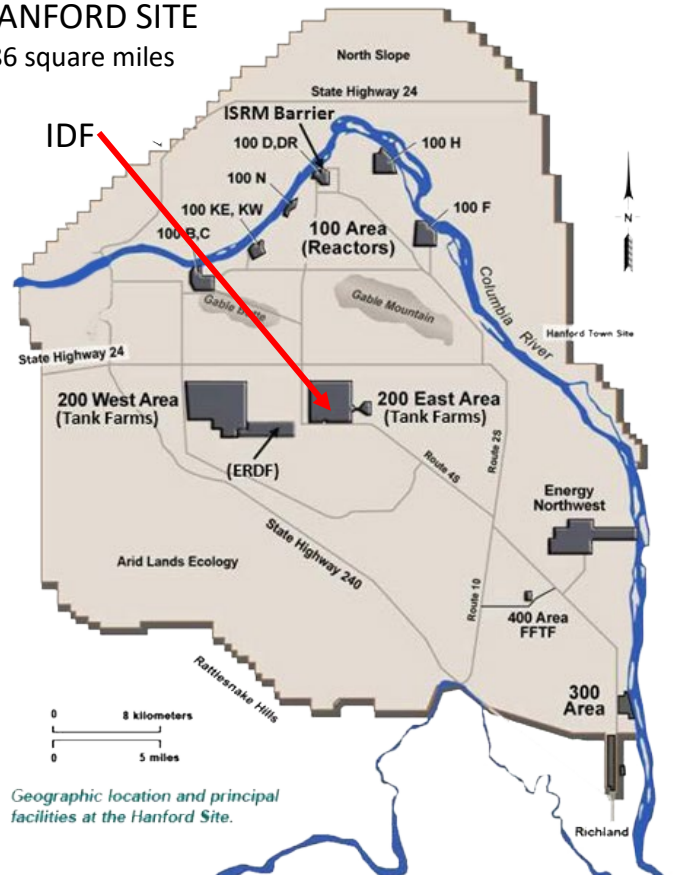 ANFORD SITE
36 square miles
North Slope
State Highway 24
ISRM Barrier
IDF
100 D,DR
100 H
100 N
100 KE, KW
100 F
100 B,C
100 Area
(Reactors)
N
Columbia River
Gable Butte
Gable Mountain
Hanford Town Site
State Highway 24
200 West Area
(Tank Farms)
200 East Area
(Tank Farms)
(ERDF)
Route 4S
Route 2S
Energy
Northwest
State Highway 240
Arid Lands Ecology
Route 10
400 Area
FFTF
Rattlesnake Hills
300
Area
0 8 kilometers
0 5 miles
Geographic location and principal
facilities at the Hanford Site.
Richland